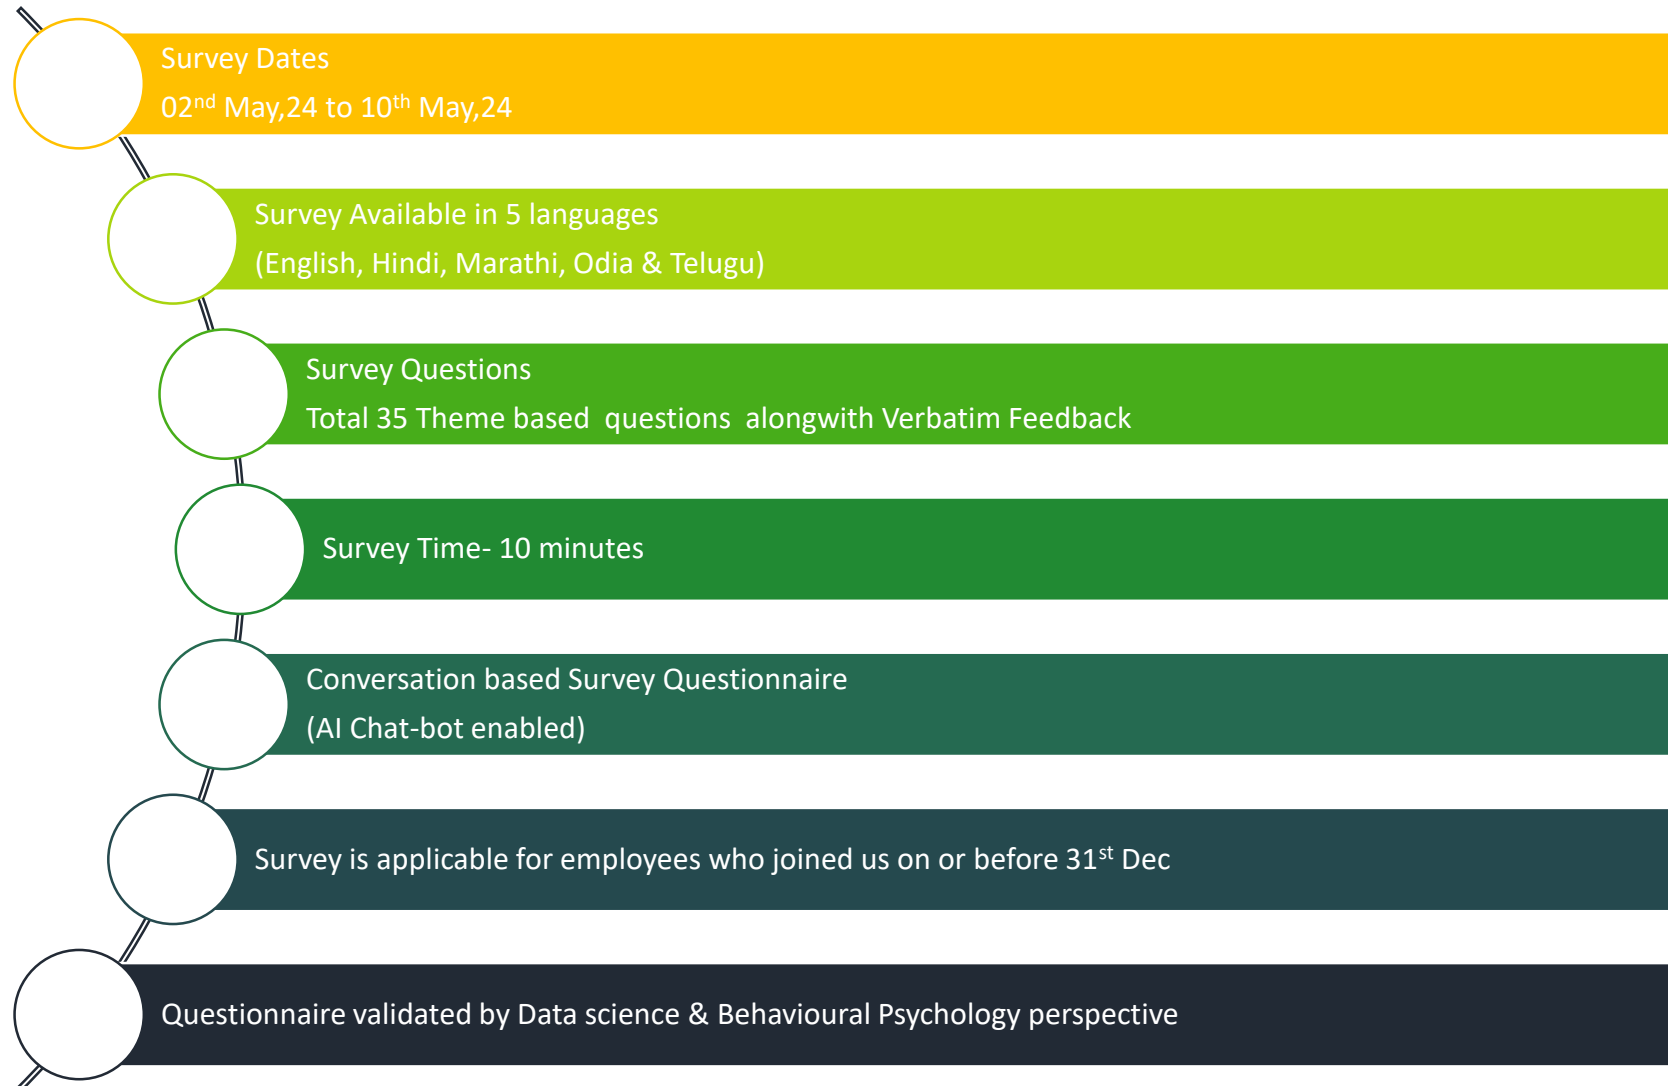 Survey Dates
02nd May,24 to 10th May,24
Survey Available in 5 languages
(English, Hindi, Marathi, Odia & Telugu)
Survey Questions
Total 35 Theme based  questions  alongwith Verbatim Feedback
Survey Time- 10 minutes
Conversation based Survey Questionnaire
(AI Chat-bot enabled)
Survey is applicable for employees who joined us on or before 31st Dec
Questionnaire validated by Data science & Behavioural Psychology perspective